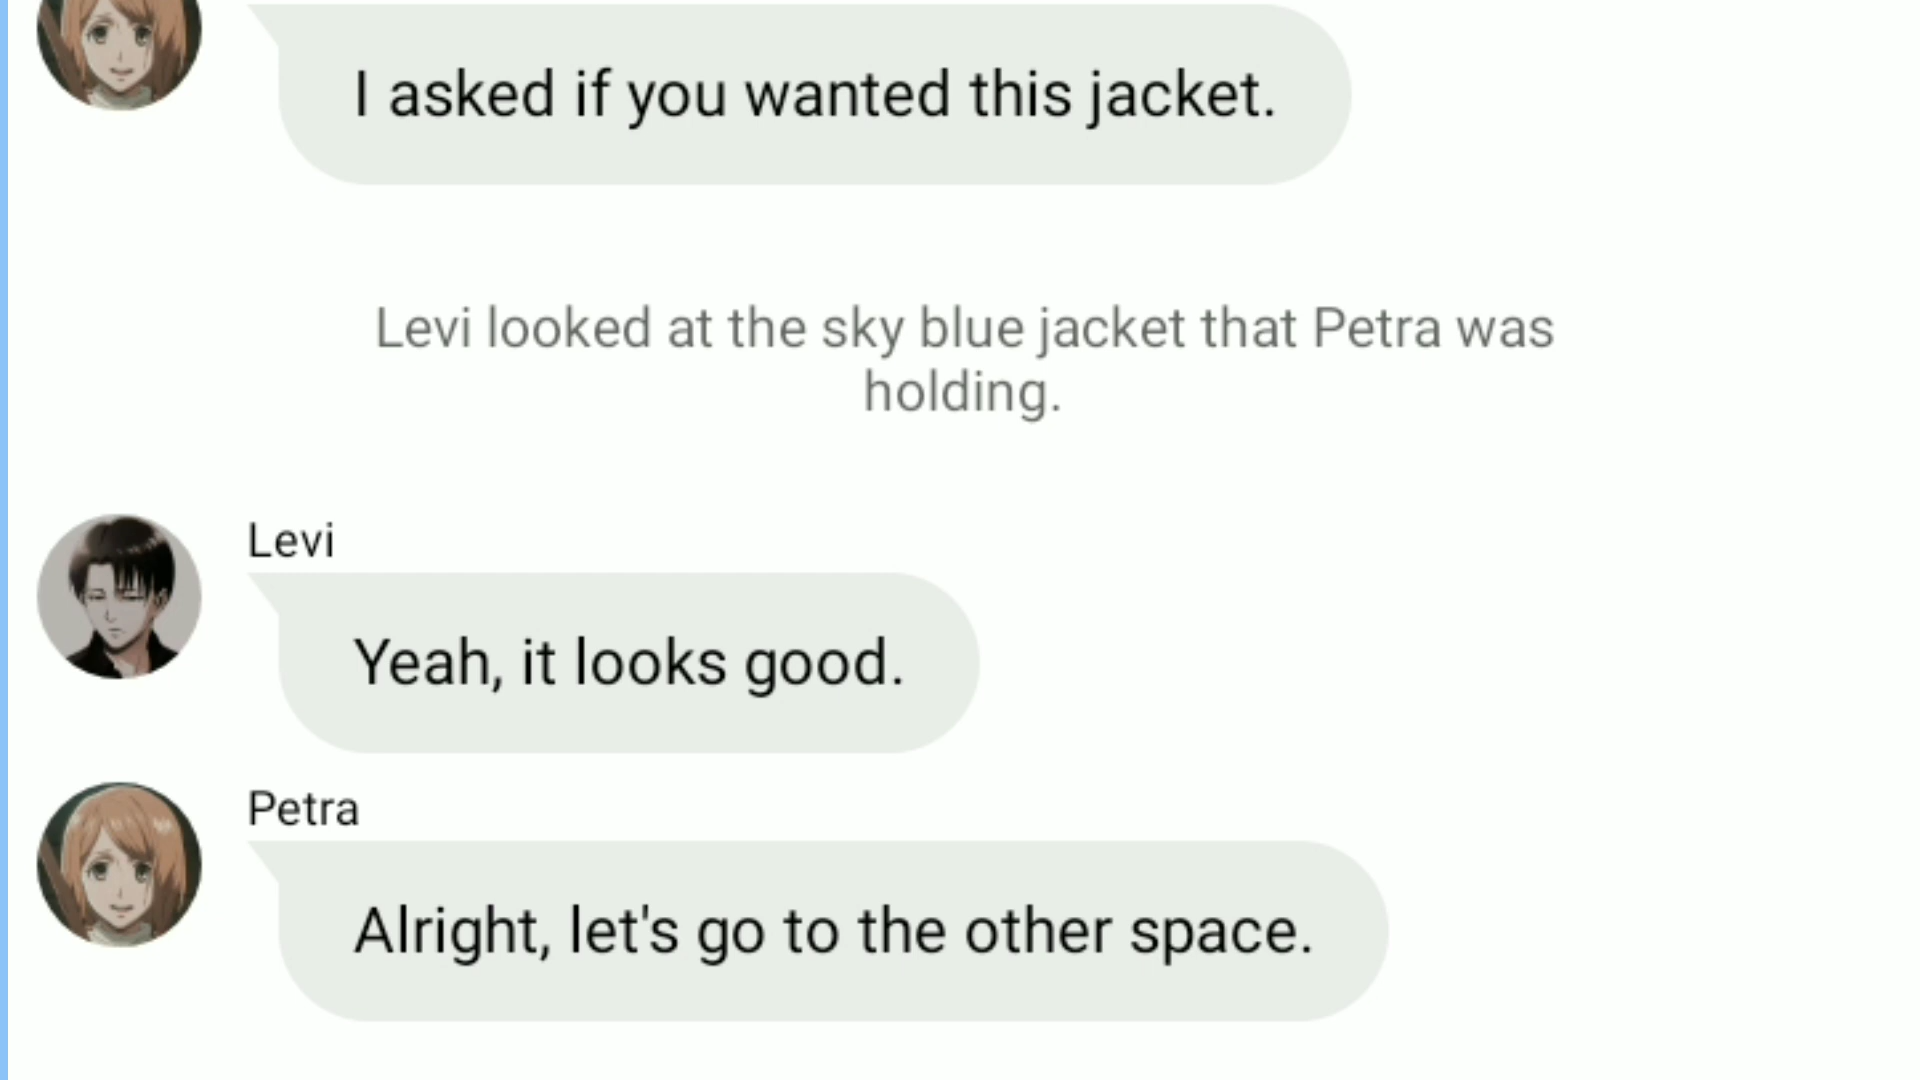 I asked if you wanted this jacket.
Levi looked at the sky blue jacket that Petra was
holding.
Levi
Yeah, it looks good.
Petra
Alright, let's go to the other space.